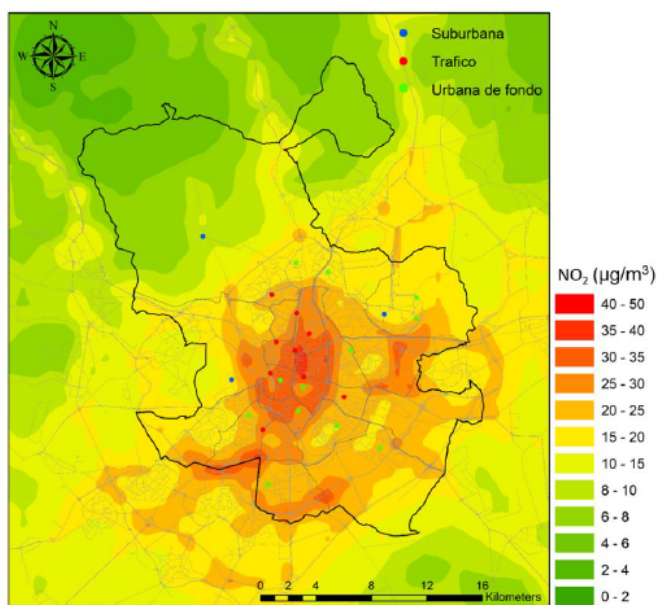 N
W E
S
Suburbana
Trafico
Urbana de fondo
NO₂ (µg/m³)
40 - 50
35 - 40
30 - 35
25 - 30
20 - 25
15 - 20
10 - 15
8 - 10
6 - 8
4 - 6
2 - 4
0 - 2
0 2 4 8 12 16
Kilometers